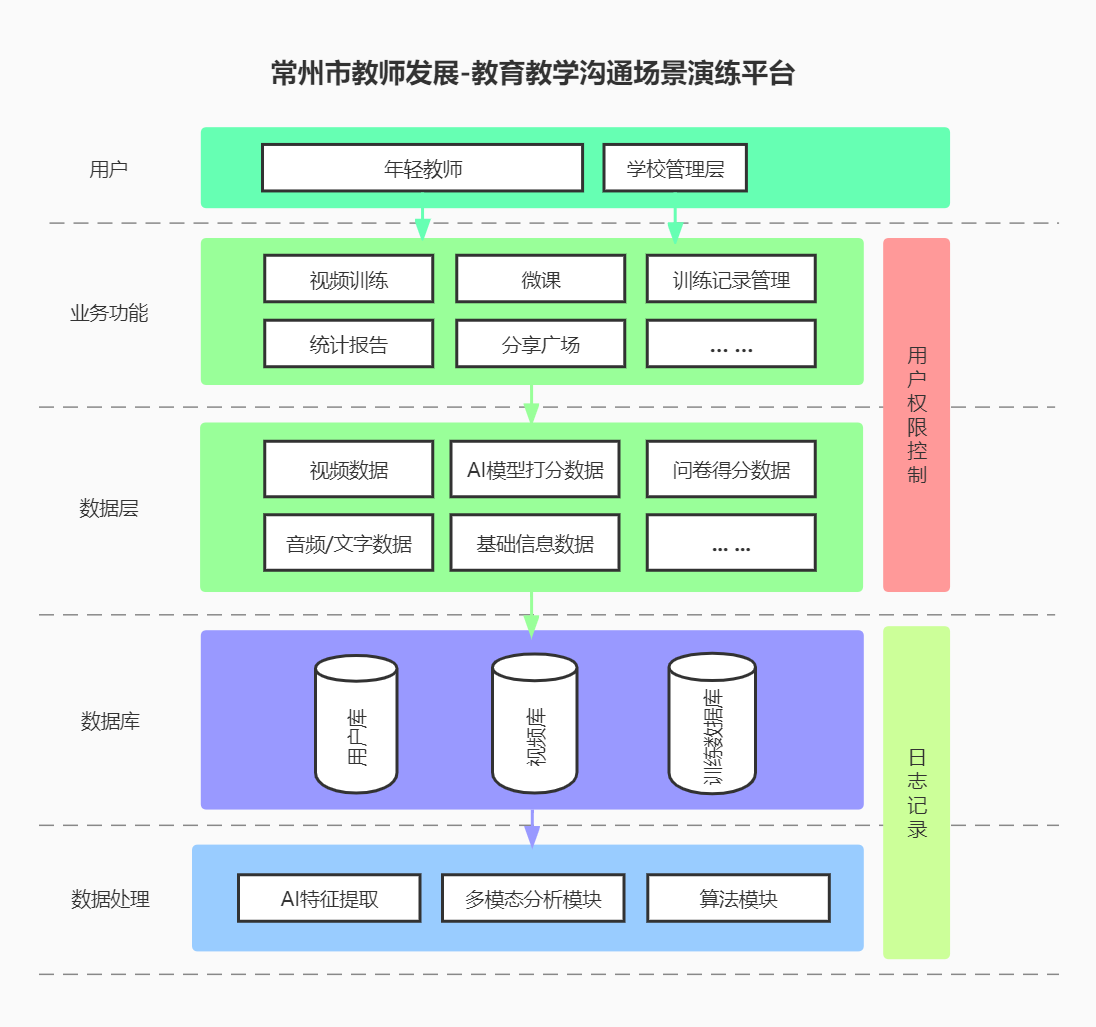 常州市教师发展-教育教学沟通场景演练平台
用户
年轻教师
学校管理层
业务功能
视频训练
微课
训练记录管理
统计报告
分享广场
... ...
用户权限控制
数据层
视频数据
AI模型打分数据
问卷得分数据
音频/文字数据
基础信息数据
... ...
数据库
用户库
视频库
训练数据库
日志记录
数据处理
AI特征提取
多模态分析模块
算法模块